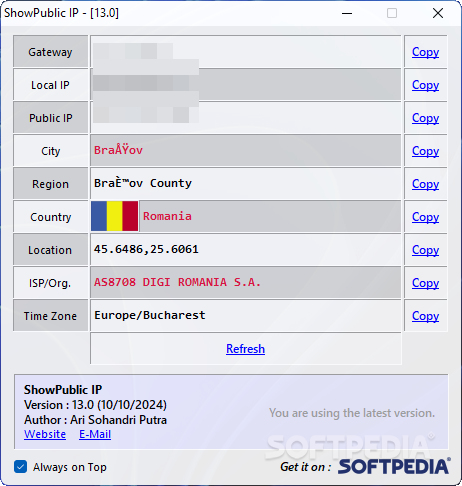 ShowPublic IP - [13.0]
Gateway Copy
Local IP Copy
Public IP Copy
City BraÅŸov Copy
Region BraÈ™ov County Copy
Country Romania Copy
Location 45.6486,25.6061 Copy
ISP/Org. AS8708 DIGI ROMANIA S.A. Copy
Time Zone Europe/Bucharest Copy
Refresh
ShowPublic IP
Version : 13.0 (10/10/2024)
Author : Ari Sohandri Putra
You are using the latest version.
Website E-Mail
SOFTPEDIA
Always on Top
Get it on : SOFTPEDIA®